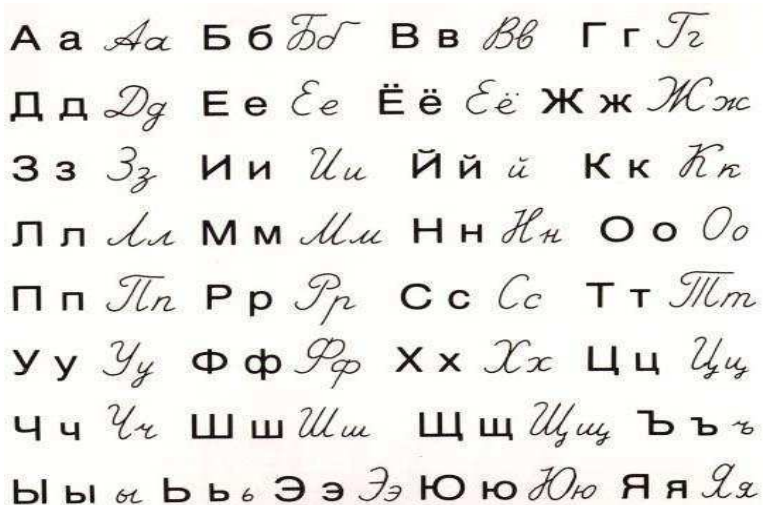 А а Аа Б б Бб В в Вв Г г Гг
Д д Дд Е е Ее Ё ё Её Ж ж Жж
З з Зз И и Ии Й й й К к Кк
Л л Лл М м Мм Н н Нн О о Оо
П п Пп Р р Рр С с Сс Т т Тт
У у Уу Ф ф Фф Х х Хх Ц ц Цц
Ч ч Чч Ш ш Шш Щ щ Щщ Ъ ъ ъ
Ы ы ы Ь ь ь Э э Ээ Ю ю Юю Я я Яя